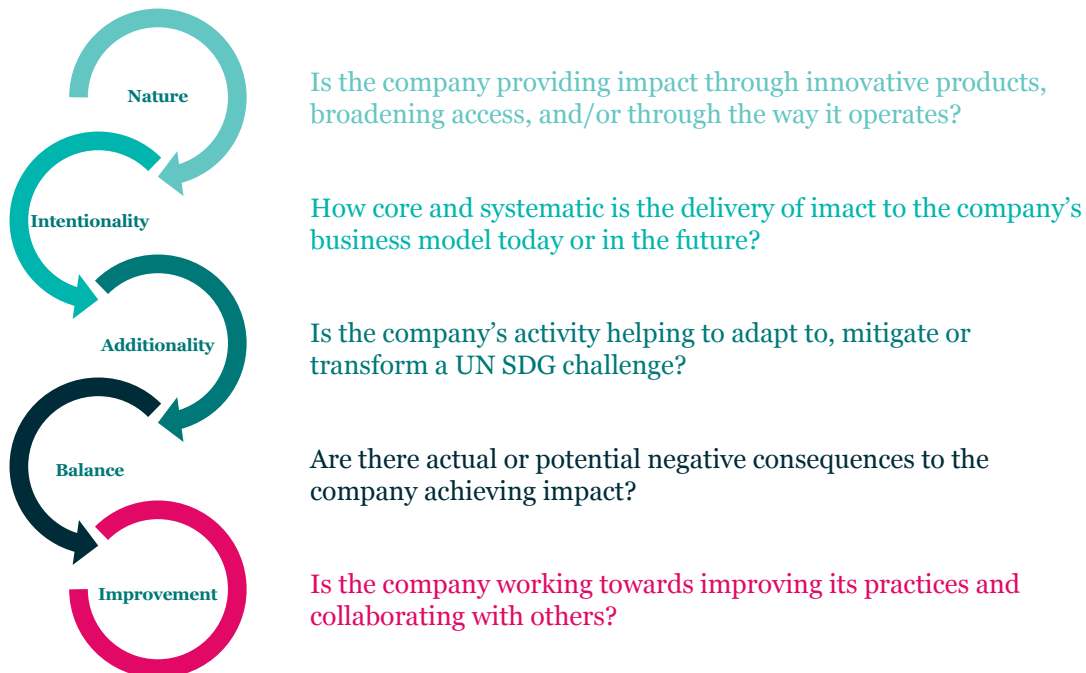 Nature
Is the company providing impact through innovative products,
broadening access, and/or through the way it operates?
Intentionality
How core and systematic is the delivery of imact to the company’s
business model today or in the future?
Additionality
Is the company’s activity helping to adapt to, mitigate or
transform a UN SDG challenge?
Balance
Are there actual or potential negative consequences to the
company achieving impact?
Improvement
Is the company working towards improving its practices and
collaborating with others?